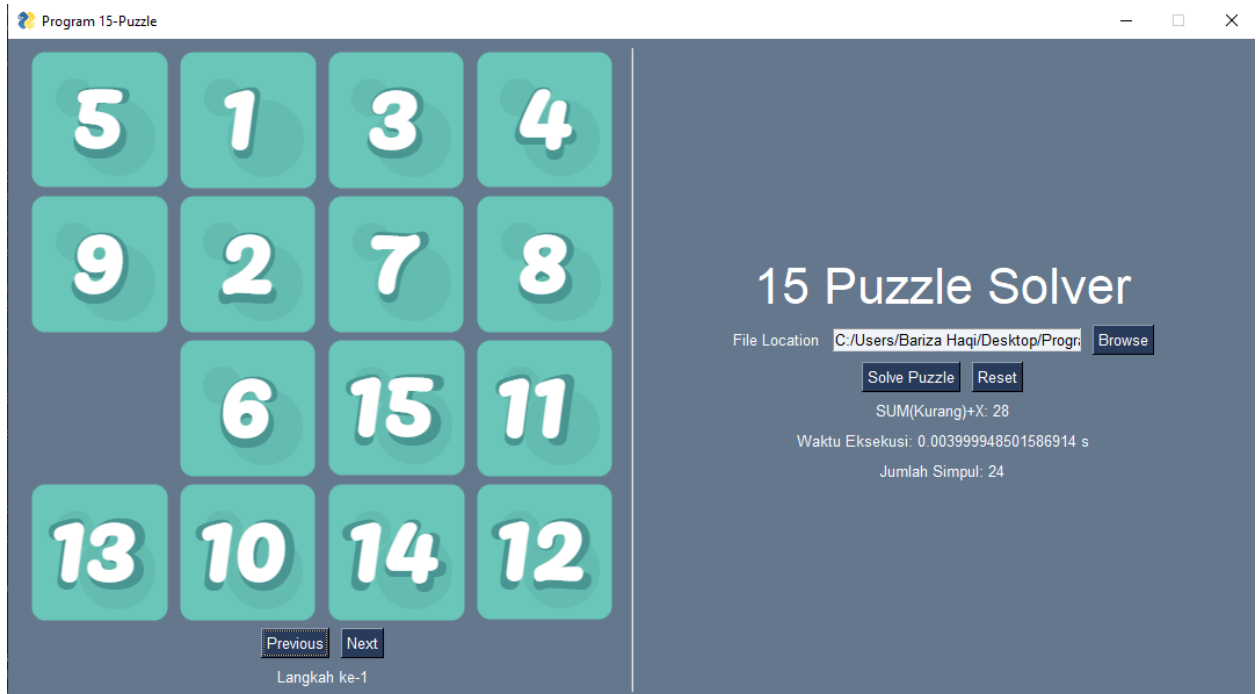 Program 15-Puzzle
5 1 3 4
9 2 7 8
6 15 11
13 10 14 12
Previous Next
Langkah ke-1
15 Puzzle Solver
File Location C:/Users/Bariza Haqi/Desktop/Progra Browse
Solve Puzzle Reset
SUM(Kurang)+X: 28
Waktu Eksekusi: 0.003999948501586914 s
Jumlah Simpul: 24